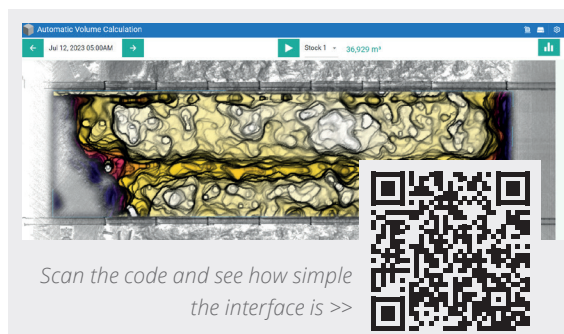 Automatic Volume Calculation
Jul 12, 2023 05:00AM
Stock 1
36,929 m³
Scan the code and see how simple
the interface is >>